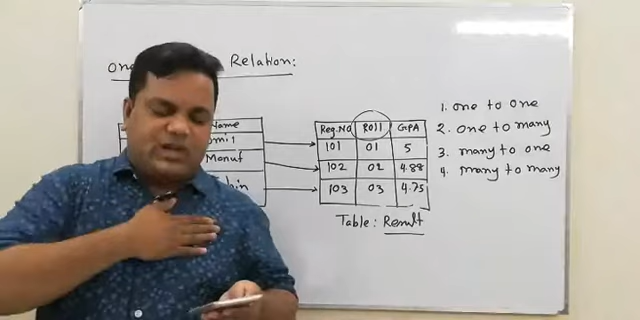 one Relation:
Name
Manuf
Reg.No Roll GPA
101 01 5
102 02 4.88
103 03 4.75
Table: Result
1. one to one
2. one to many
3. many to one
4. many to many